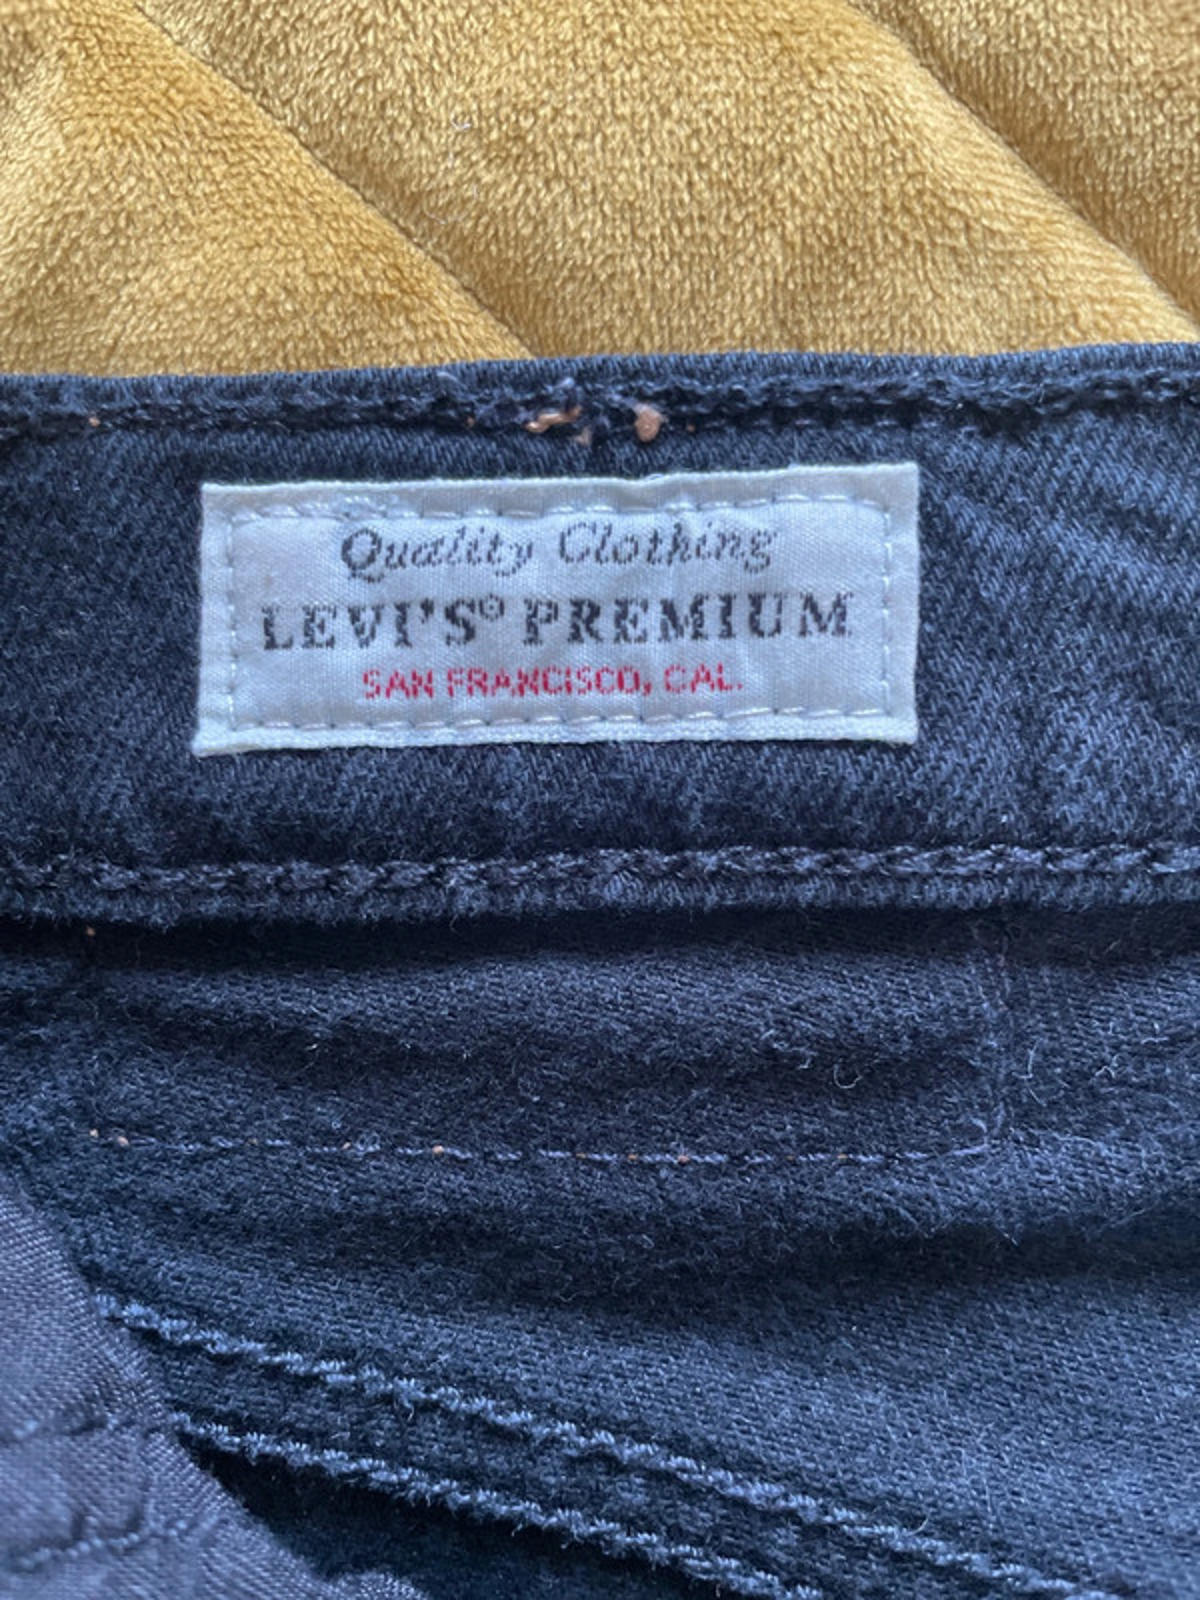 Quality Clothing
LEVI'S® PREMIUM
SAN FRANCISCO, CAL.